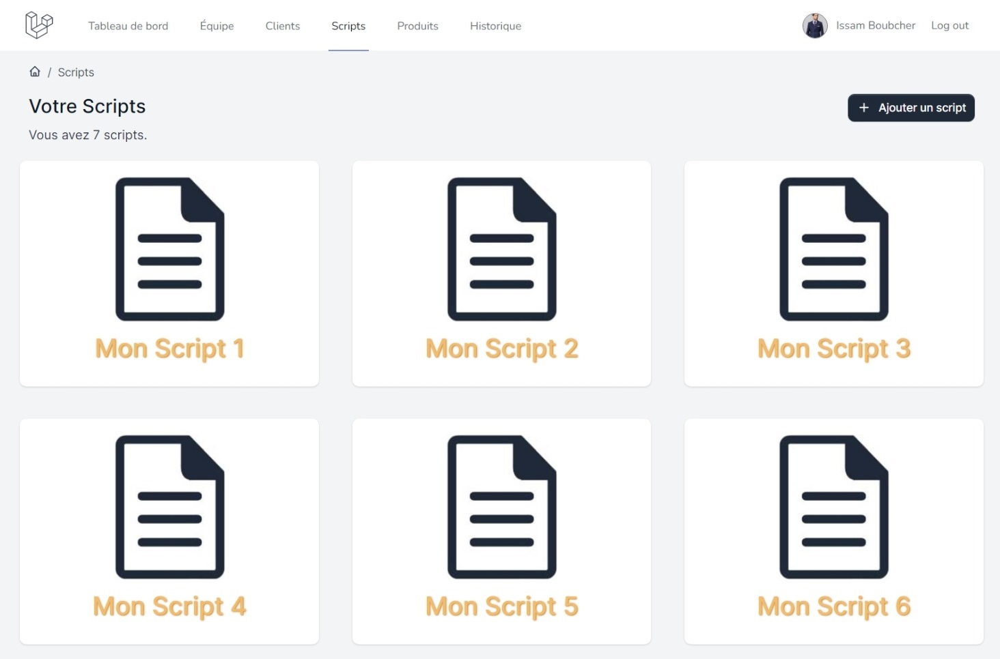 Tableau de bord Équipe Clients Scripts Produits Historique Issam Boubcher Log out
/ Scripts
Votre Scripts
+ Ajouter un script
Vous avez 7 scripts.
Mon Script 1 Mon Script 2 Mon Script 3
Mon Script 4 Mon Script 5 Mon Script 6